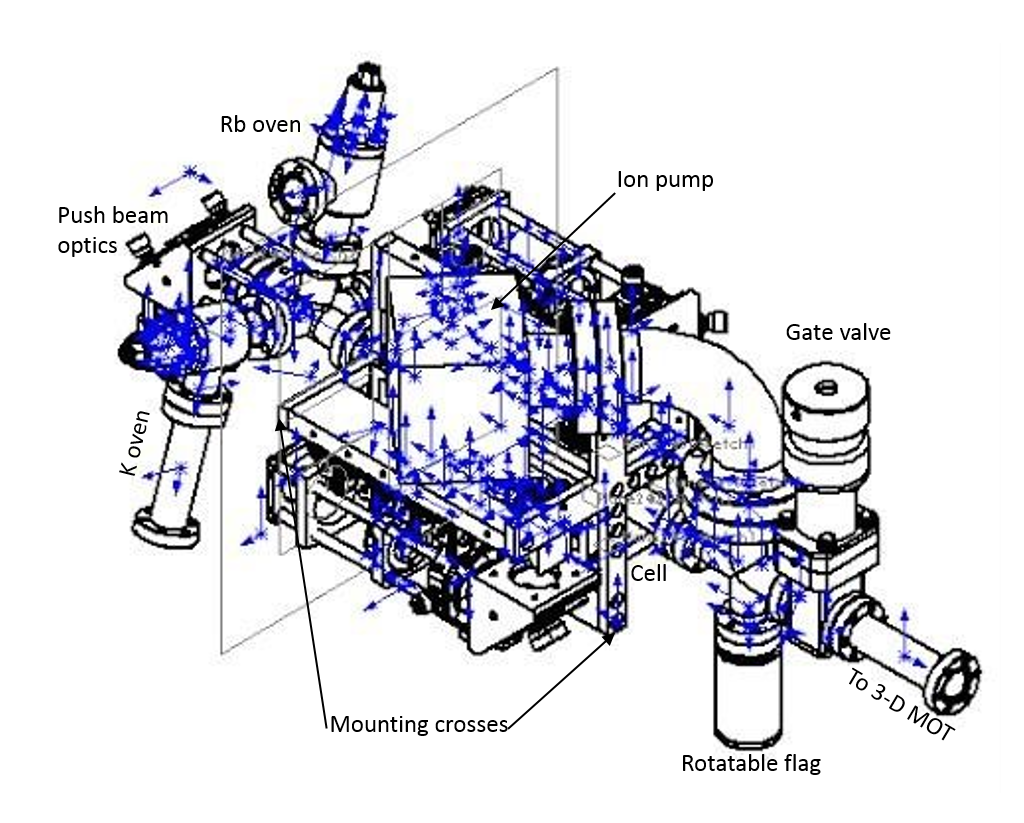 Rb oven
Ion pump
Push beam
optics
Gate valve
K oven
Cell
To 3-D MOT
Mounting crosses
Rotatable flag